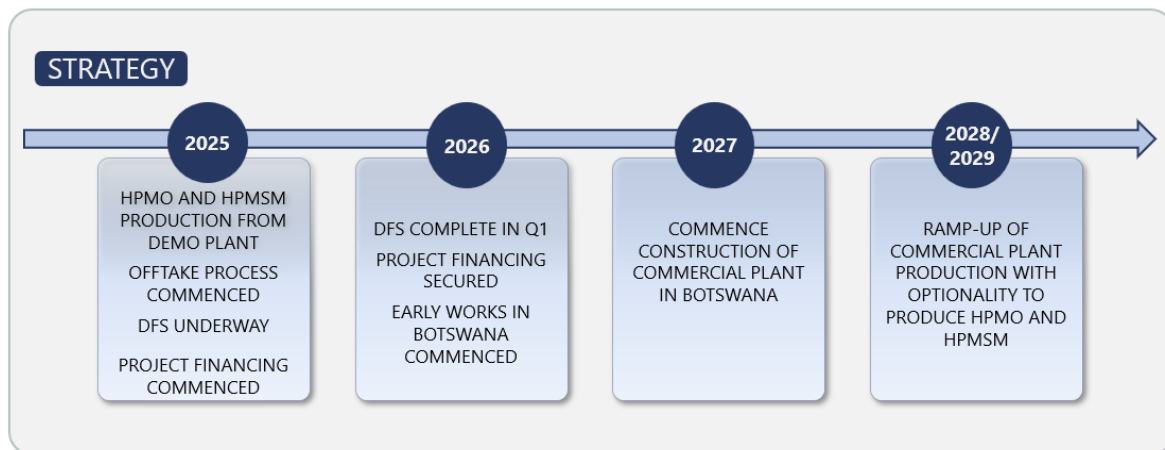 STRATEGY
2025
HPMO AND HPMSM
PRODUCTION FROM
DEMO PLANT
OFFTAKE PROCESS
COMMENCED
DFS UNDERWAY
PROJECT FINANCING
COMMENCED
2026
DFS COMPLETE IN Q1
PROJECT FINANCING
SECURED
EARLY WORKS IN
BOTSWANA
COMMENCED
2027
COMMENCE
CONSTRUCTION OF
COMMERCIAL PLANT
IN BOTSWANA
2028/
2029
RAMP-UP OF
COMMERCIAL PLANT
PRODUCTION WITH
OPTIONALITY TO
PRODUCE HPMO AND
HPMSM